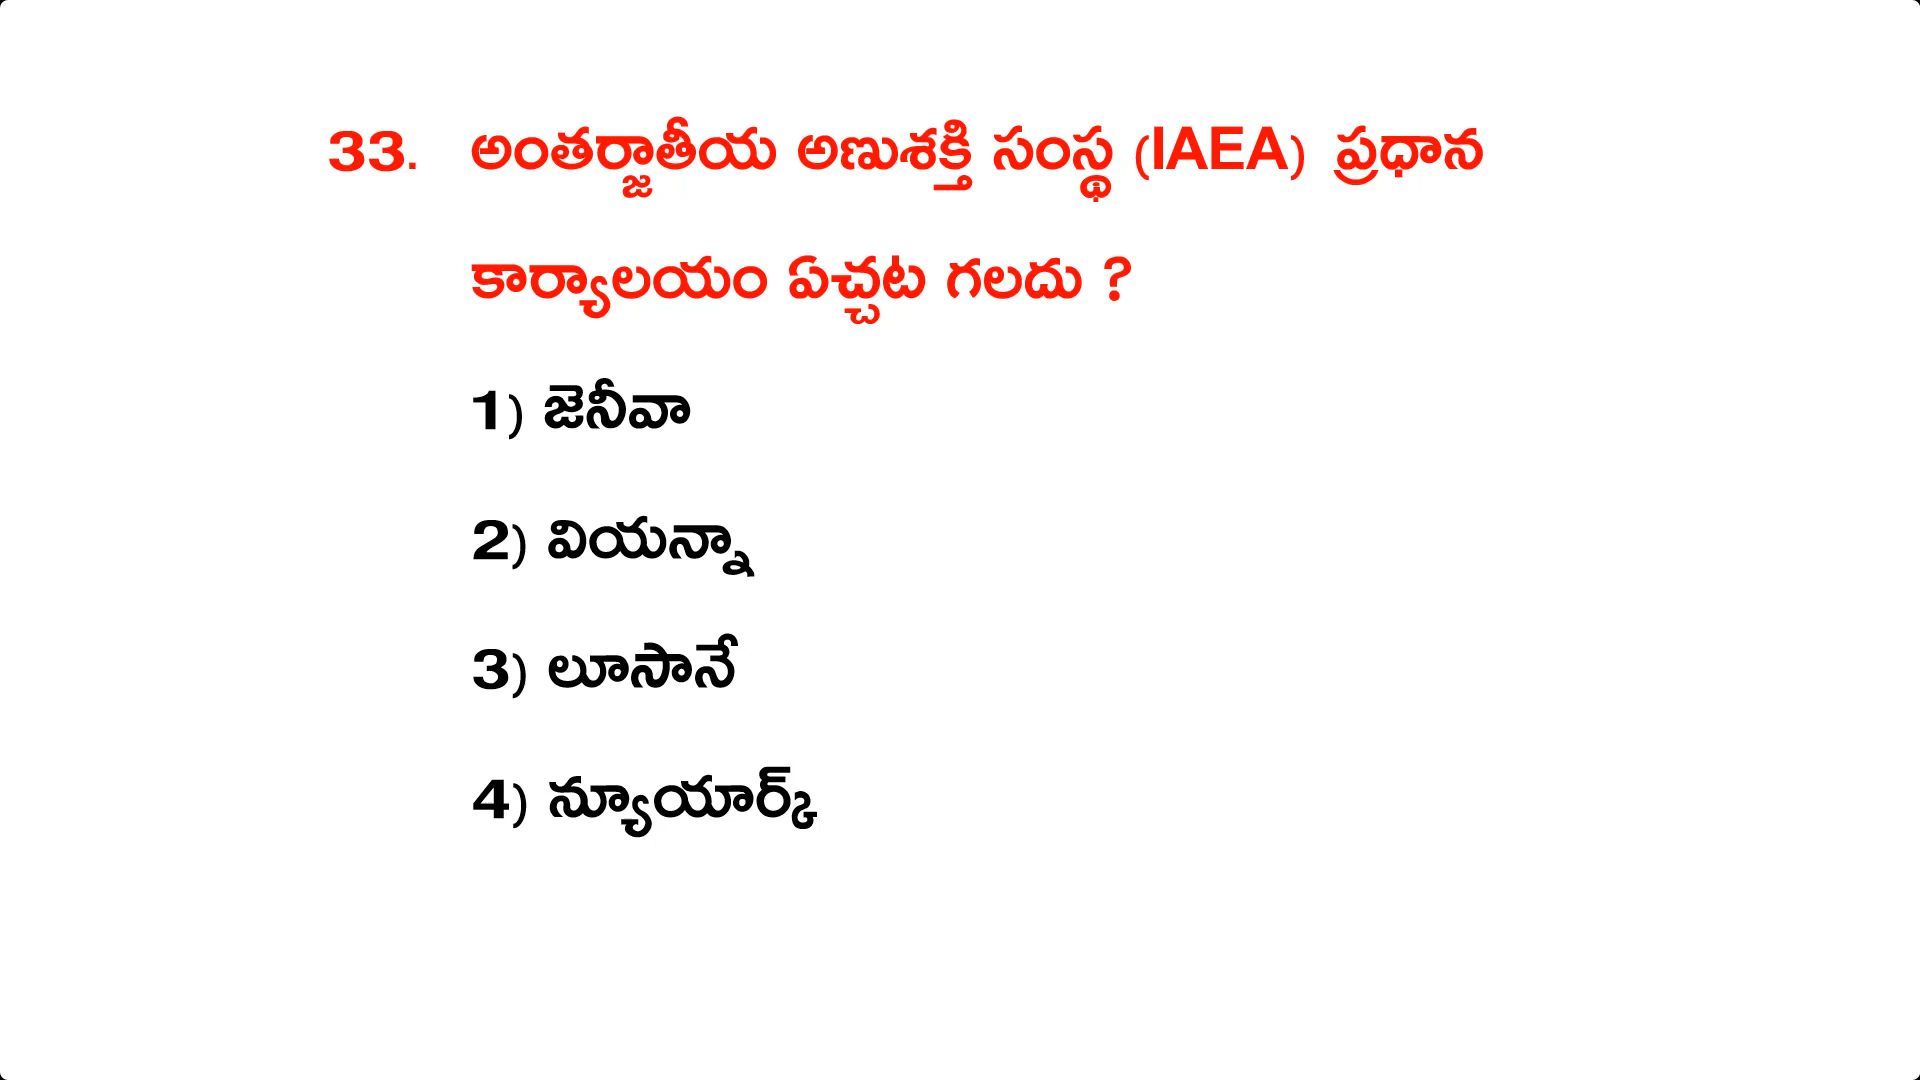 33. అంతర్జాతీయ అణుశక్తి సంస్థ (IAEA) ప్రధాన
కార్యాలయం ఏచ్చట గలదు ?
1) జెనీవా
2) వియన్నా
3) లూసానే
4) న్యూయార్క్